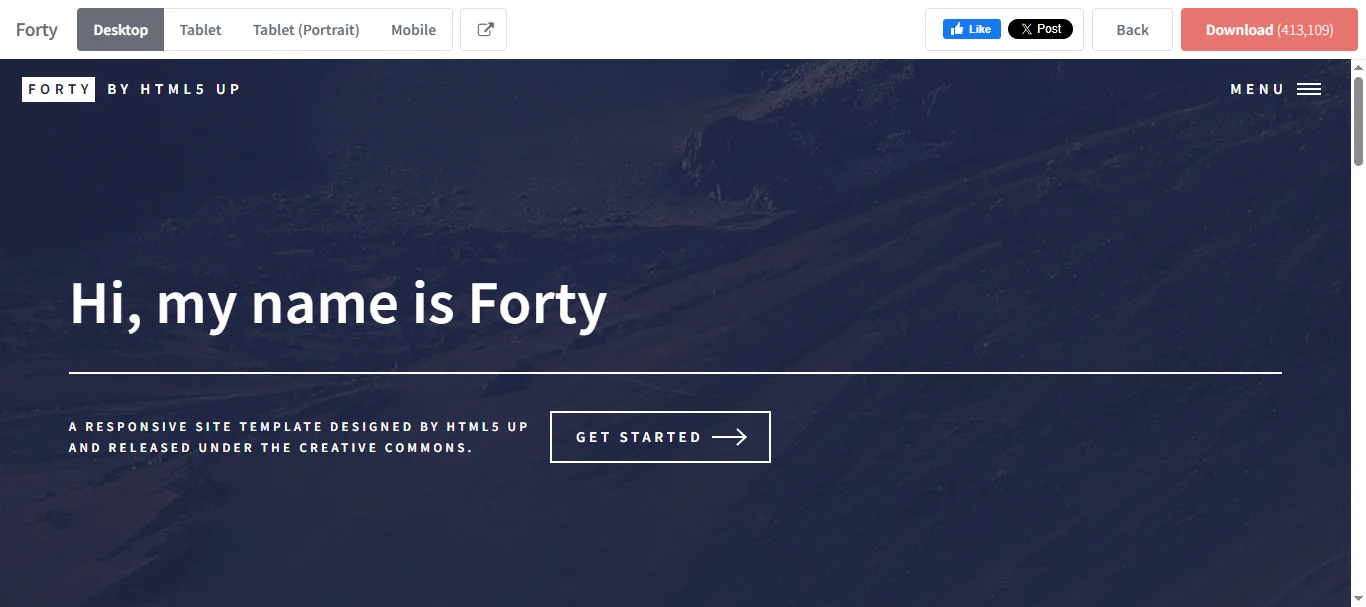 Forty Desktop Tablet Tablet (Portrait) Mobile Like Post Back Download (413,109)
FORTY BY HTML5 UP MENU
Hi, my name is Forty
A RESPONSIVE SITE TEMPLATE DESIGNED BY HTML5 UP
AND RELEASED UNDER THE CREATIVE COMMONS.
GET STARTED